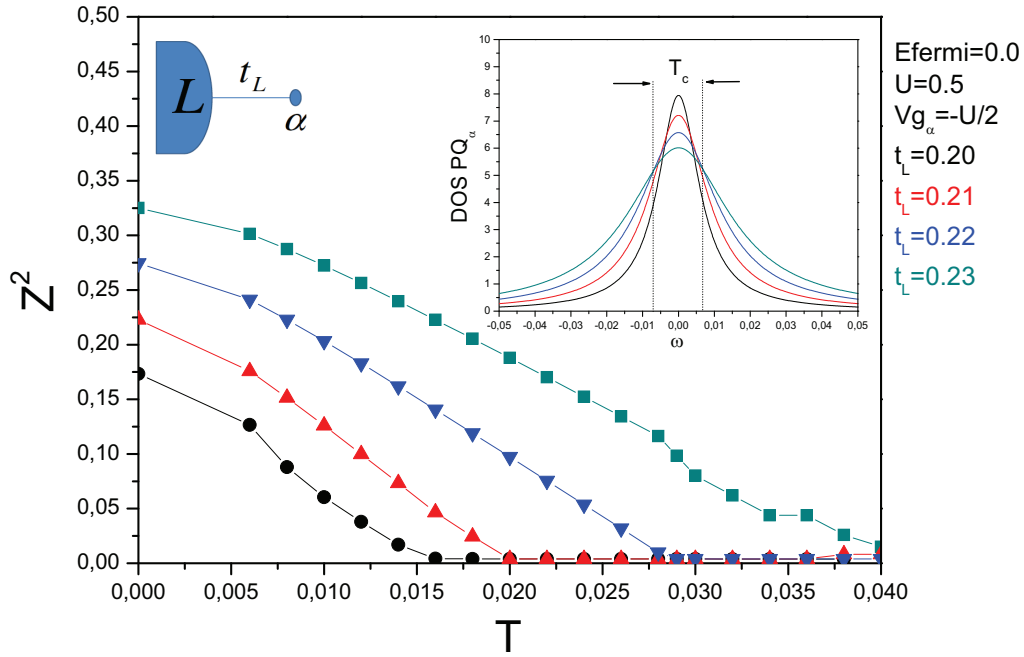 0,50
0,45
0,40
0,35
0,30
0,25
0,20
0,15
0,10
0,05
0,00
Z²
0,000 0,005 0,010 0,015 0,020 0,025 0,030 0,035 0,040
T
L
t_L
α
10
9
8
7
6
5
4
3
2
1
0
DOS PQ_α
T_c
-0,05 -0,04 -0,03 -0,02 -0,01 0,00 0,01 0,02 0,03 0,04 0,05
ω
Efermi=0.0
U=0.5
Vg_α=-U/2
t_L=0.20
t_L=0.21
t_L=0.22
t_L=0.23